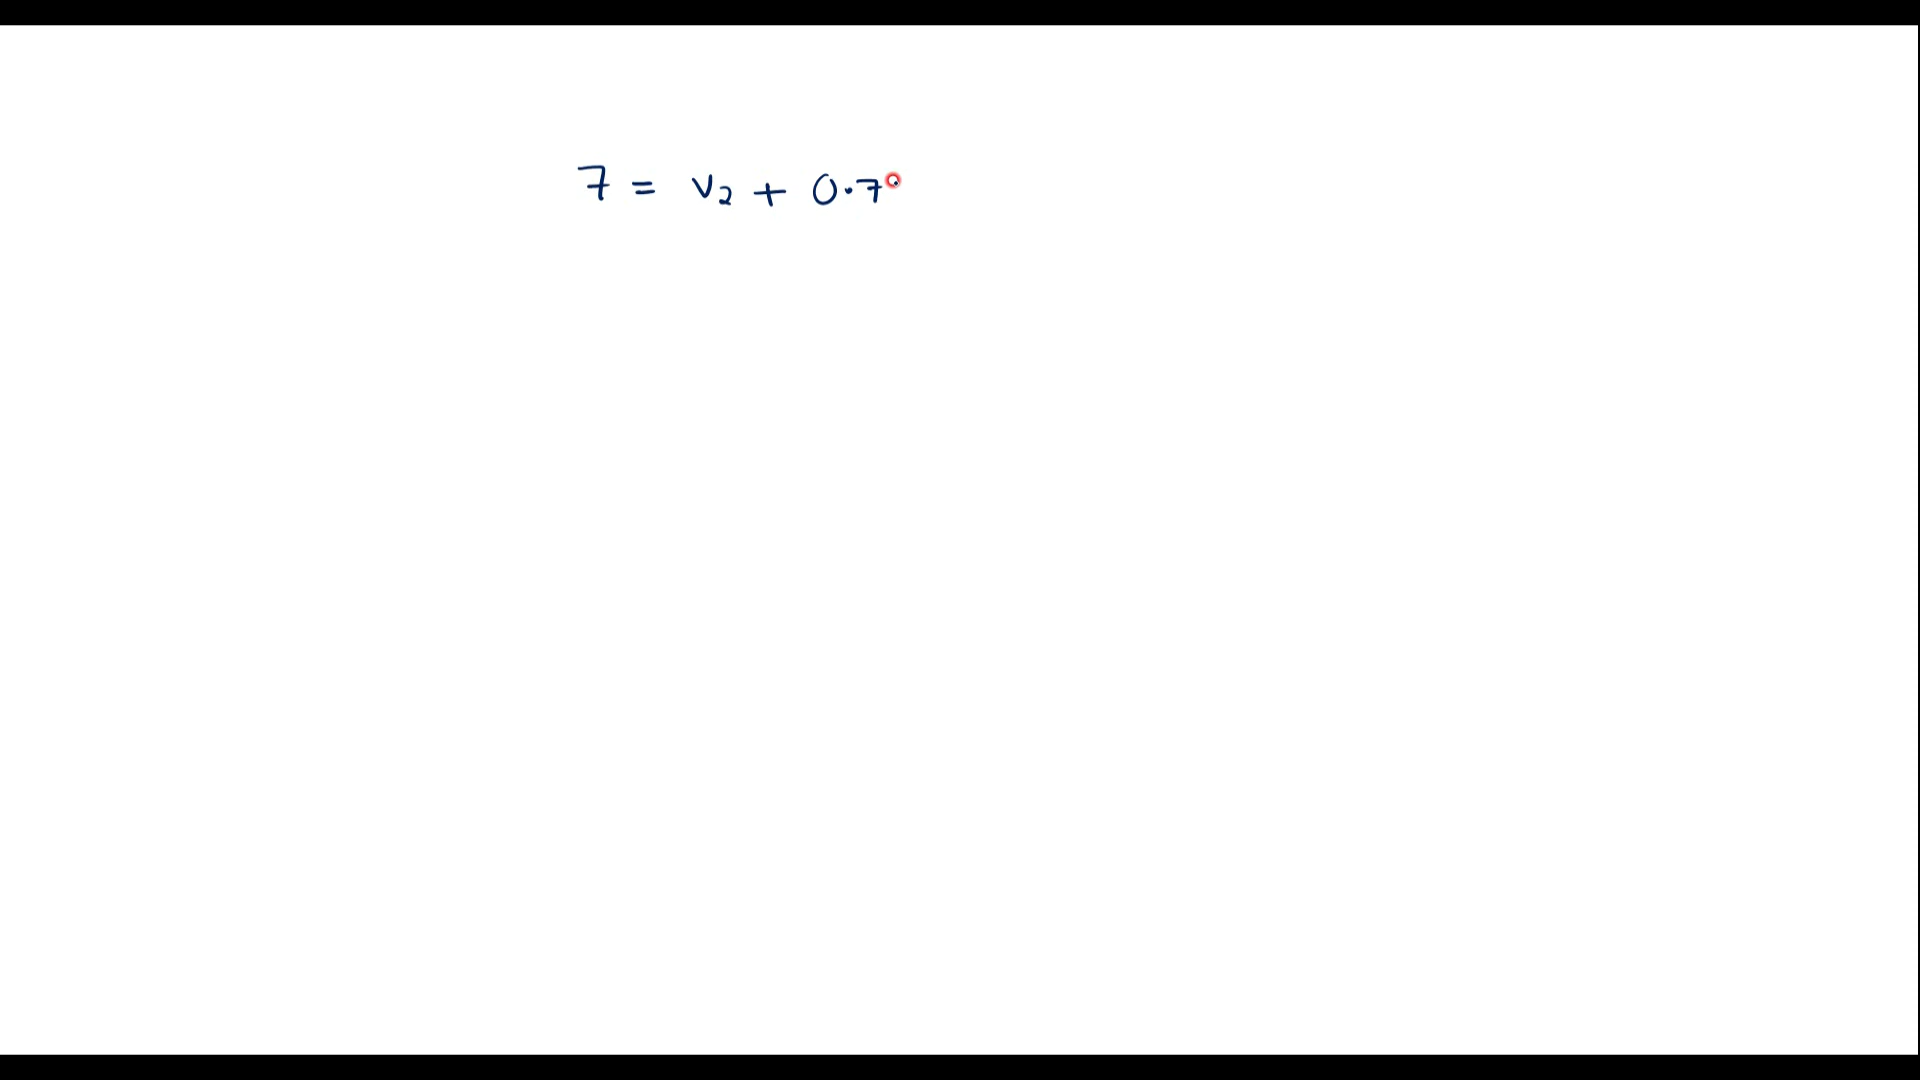 7 = v₂ + 0.7